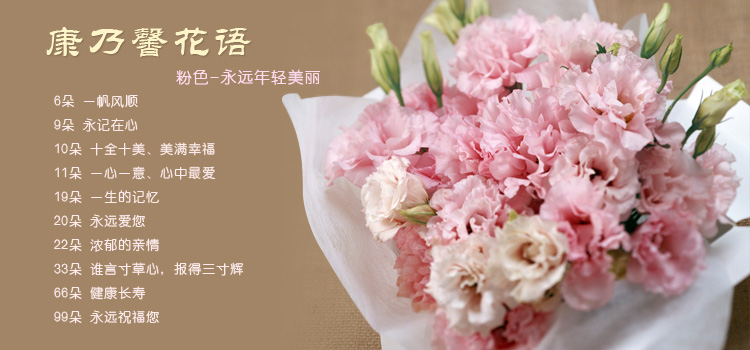 康乃馨花语
粉色-永远年轻美丽
6朵 一帆风顺
9朵 永记在心
10朵 十全十美、美满幸福
11朵 一心一意、心中最爱
19朵 一生的记忆
20朵 永远爱您
22朵 浓郁的亲情
33朵 谁言寸草心，报得三寸辉
66朵 健康长寿
99朵 永远祝福您